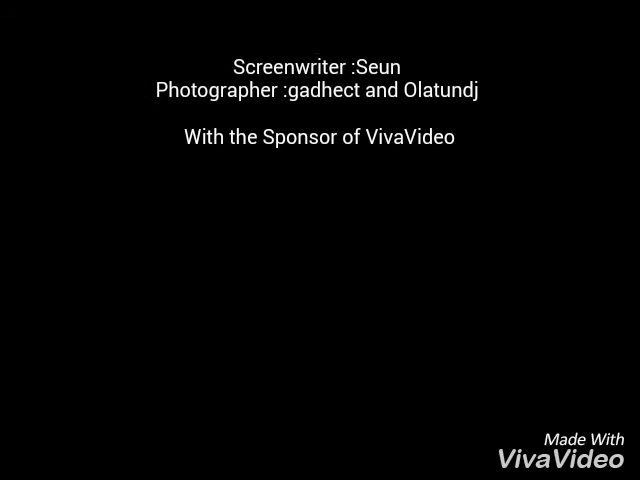 Screenwriter :Seun
Photographer :gadhect and Olatundj
With the Sponsor of VivaVideo
Made With
VivaVideo